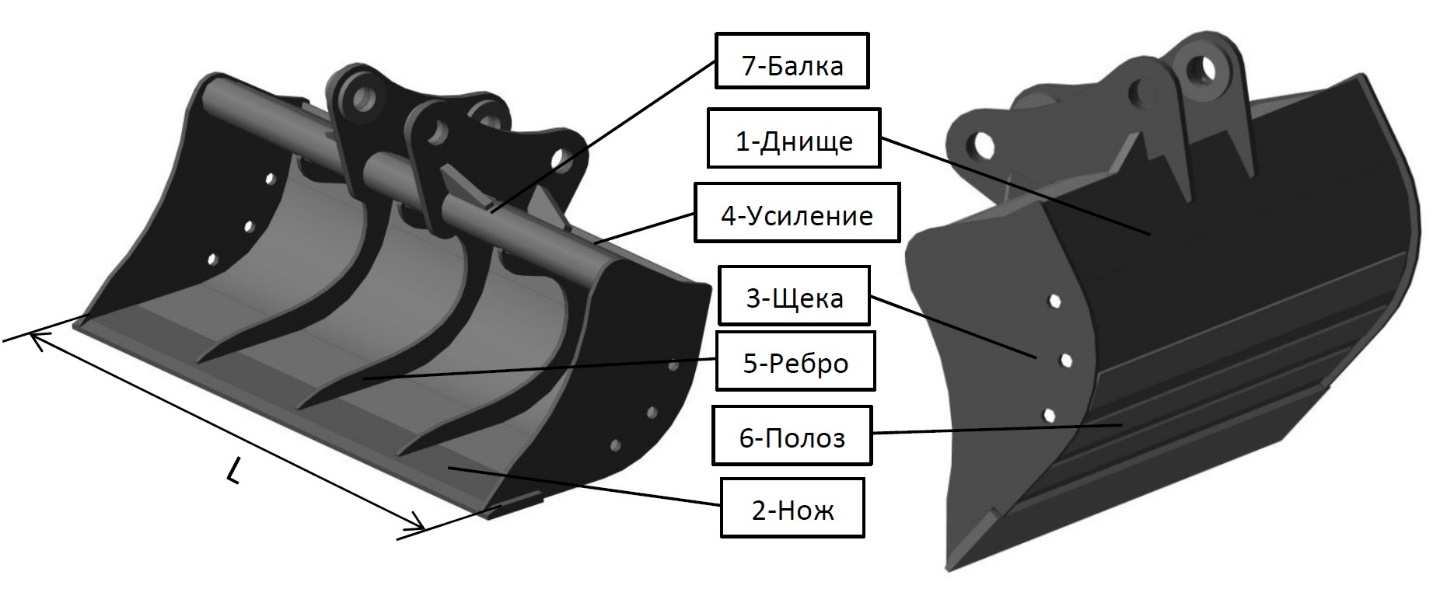 7-Балка
1-Днище
4-Усиление
3-Щека
5-Ребро
6-Полоз
2-Нож
L